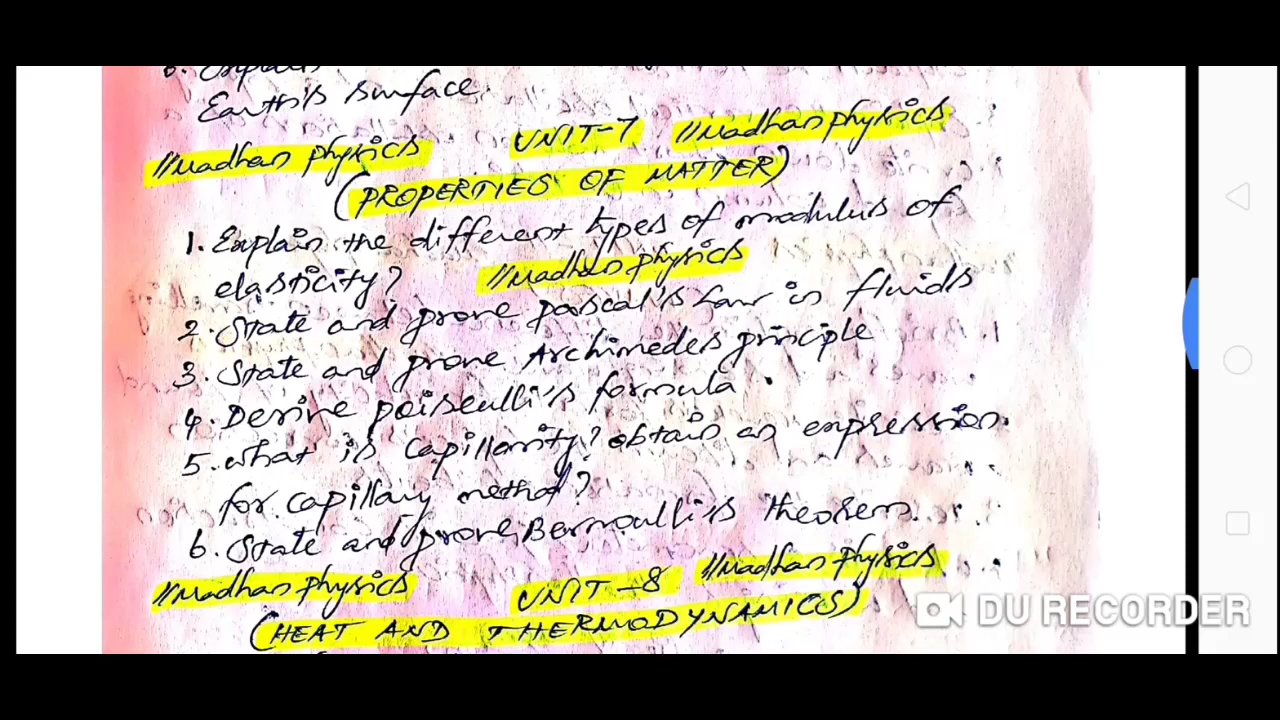 Earth's surface.
//Madhan physics UNIT-7 //Madhan physics
(PROPERTIES OF MATTER)
1. Explain the different types of modulus of
elasticity? //Madhan physics
2. State and prove pascal's law in fluids
3. State and prove Archimedes principle
4. Derive poiseulli's formula.
5. what is Capillarity? obtain an expression
for capillary method?
6. State and prove Bernoulli's theorem.
//Madhan physics UNIT-8 //Madhan physics
(HEAT AND THERMODYNAMICS)
DU RECORDER